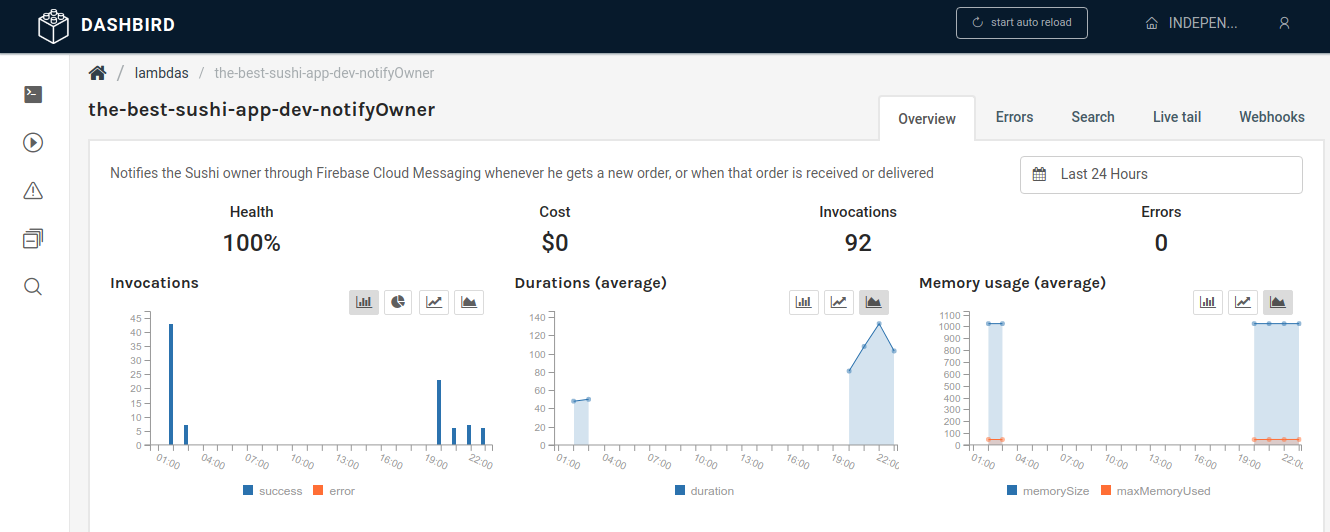 DASHBIRD
start auto reload
INDEPEN...
/ lambdas / the-best-sushi-app-dev-notifyOwner
the-best-sushi-app-dev-notifyOwner
Overview
Errors
Search
Live tail
Webhooks
Notifies the Sushi owner through Firebase Cloud Messaging whenever he gets a new order, or when that order is received or delivered
Last 24 Hours
Health
100%
Cost
$0
Invocations
92
Errors
0
Invocations
45
40
35
30
25
20
15
10
5
0
01:00 04:00 07:00 10:00 13:00 16:00 19:00 22:00
success error
Durations (average)
140
120
100
80
60
40
20
0
01:00 04:00 07:00 10:00 13:00 16:00 19:00 22:00
duration
Memory usage (average)
1100
1000
900
800
700
600
500
400
300
200
100
0
01:00 04:00 07:00 10:00 13:00 16:00 19:00 22:00
memorySize maxMemoryUsed